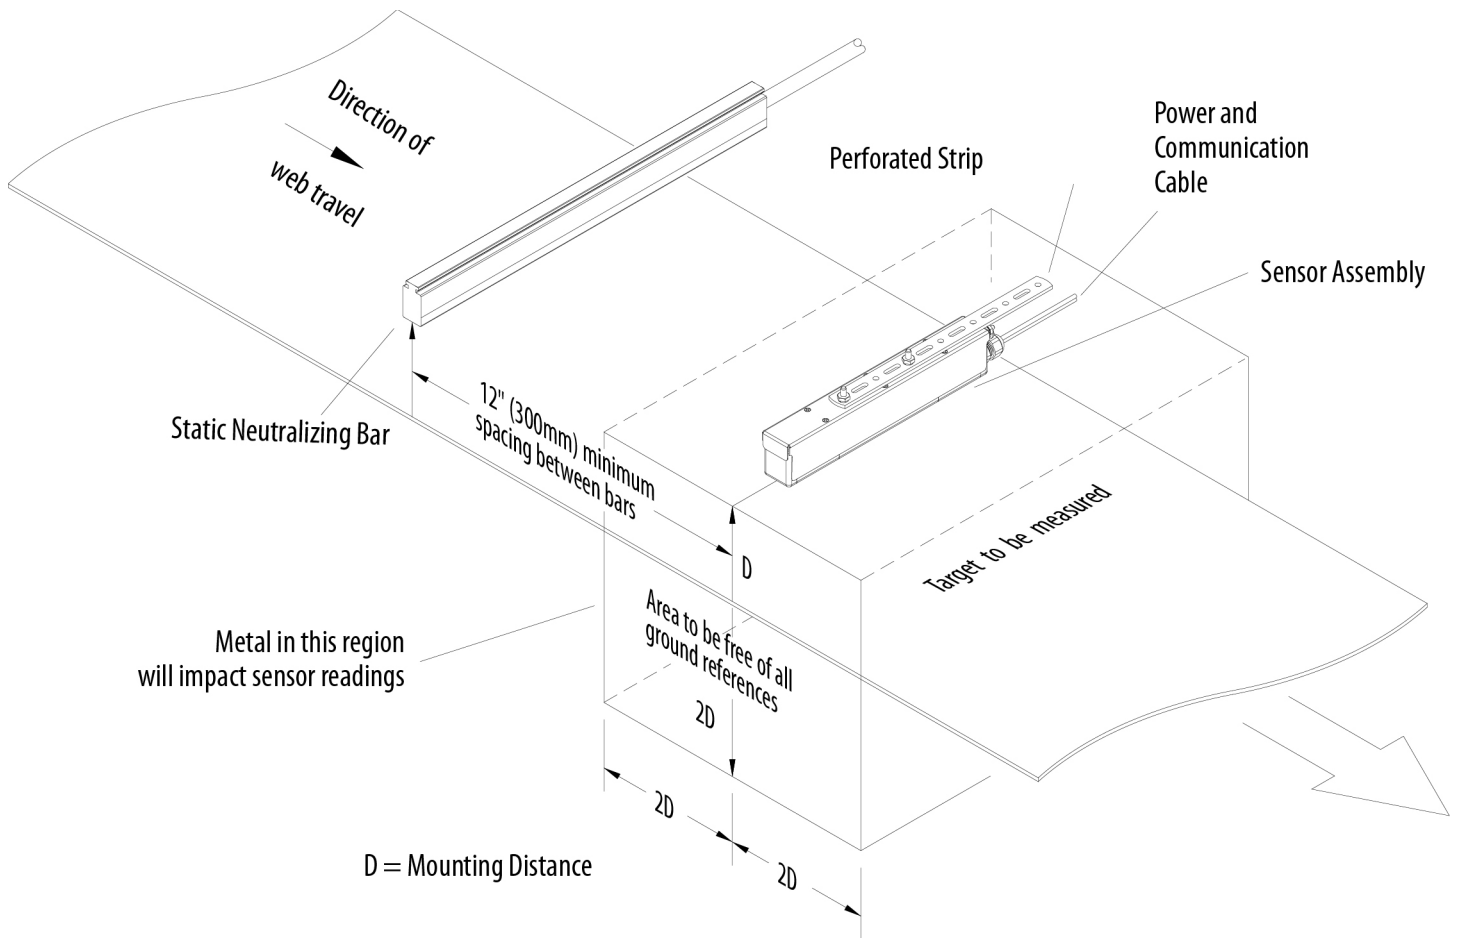 Direction of
web travel
Perforated Strip
Power and
Communication
Cable
Sensor Assembly
Static Neutralizing Bar
12" (300mm) minimum
spacing between bars
Target to be measured
D
Area to be free of all
ground references
Metal in this region
will impact sensor readings
2D
2D
2D
D = Mounting Distance